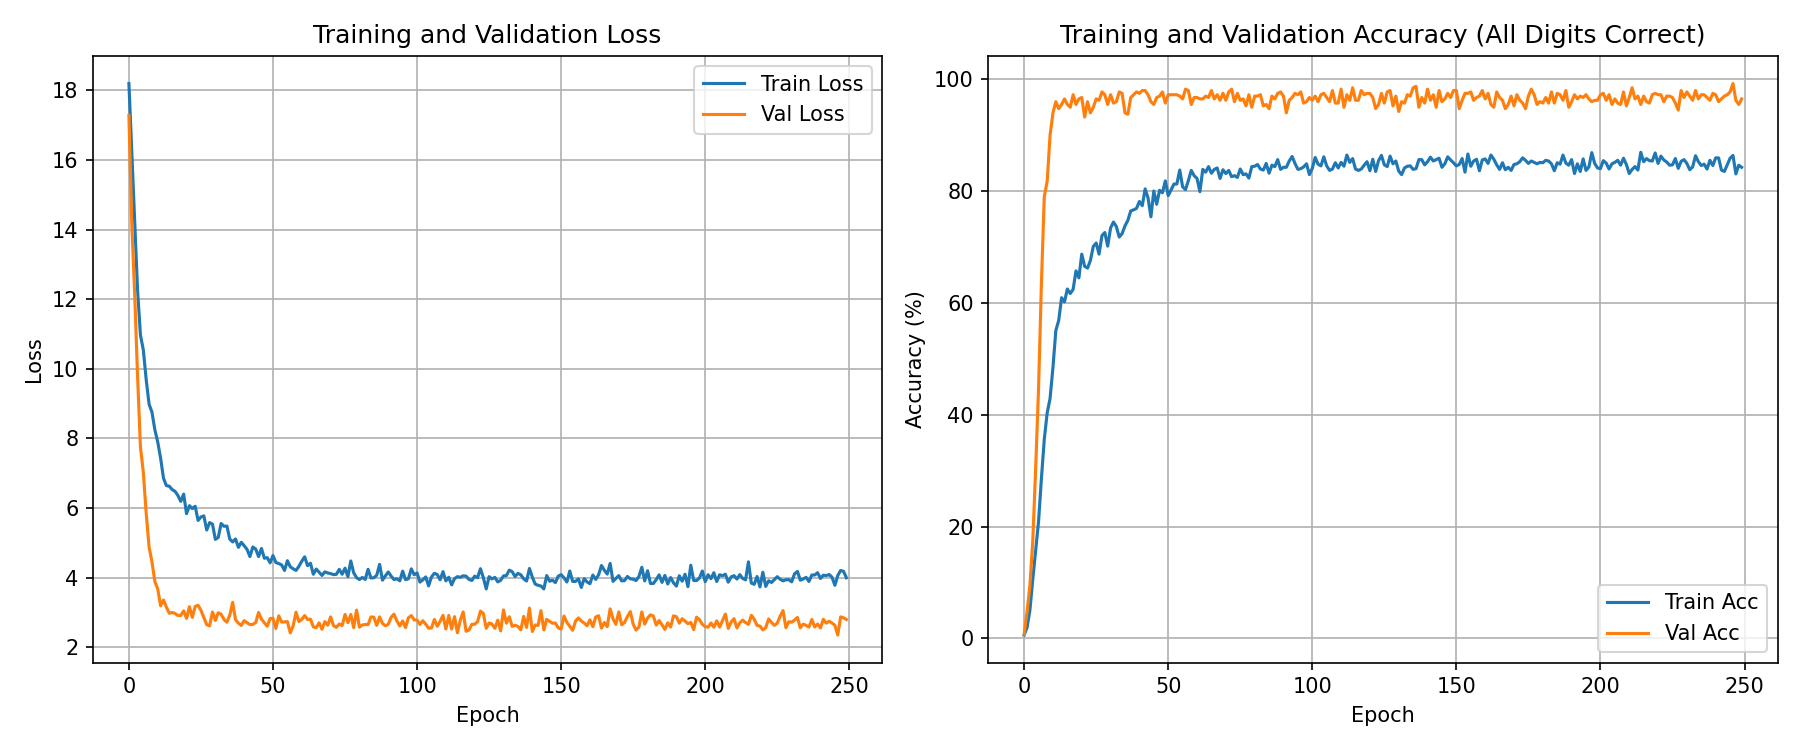 Training and Validation Loss
18
16
14
12
10
8
6
4
2
Loss
0
50
100
150
200
250
Epoch
Train Loss
Val Loss
Training and Validation Accuracy (All Digits Correct)
100
80
60
40
20
0
Accuracy (%)
0
50
100
150
200
250
Epoch
Train Acc
Val Acc